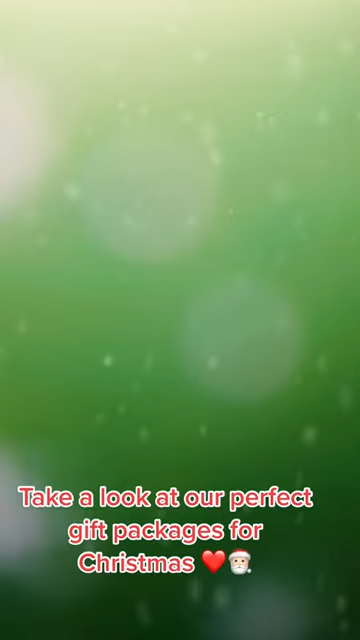 Take a look at our perfect
gift packages for
Christmas ❤️🎅🏻